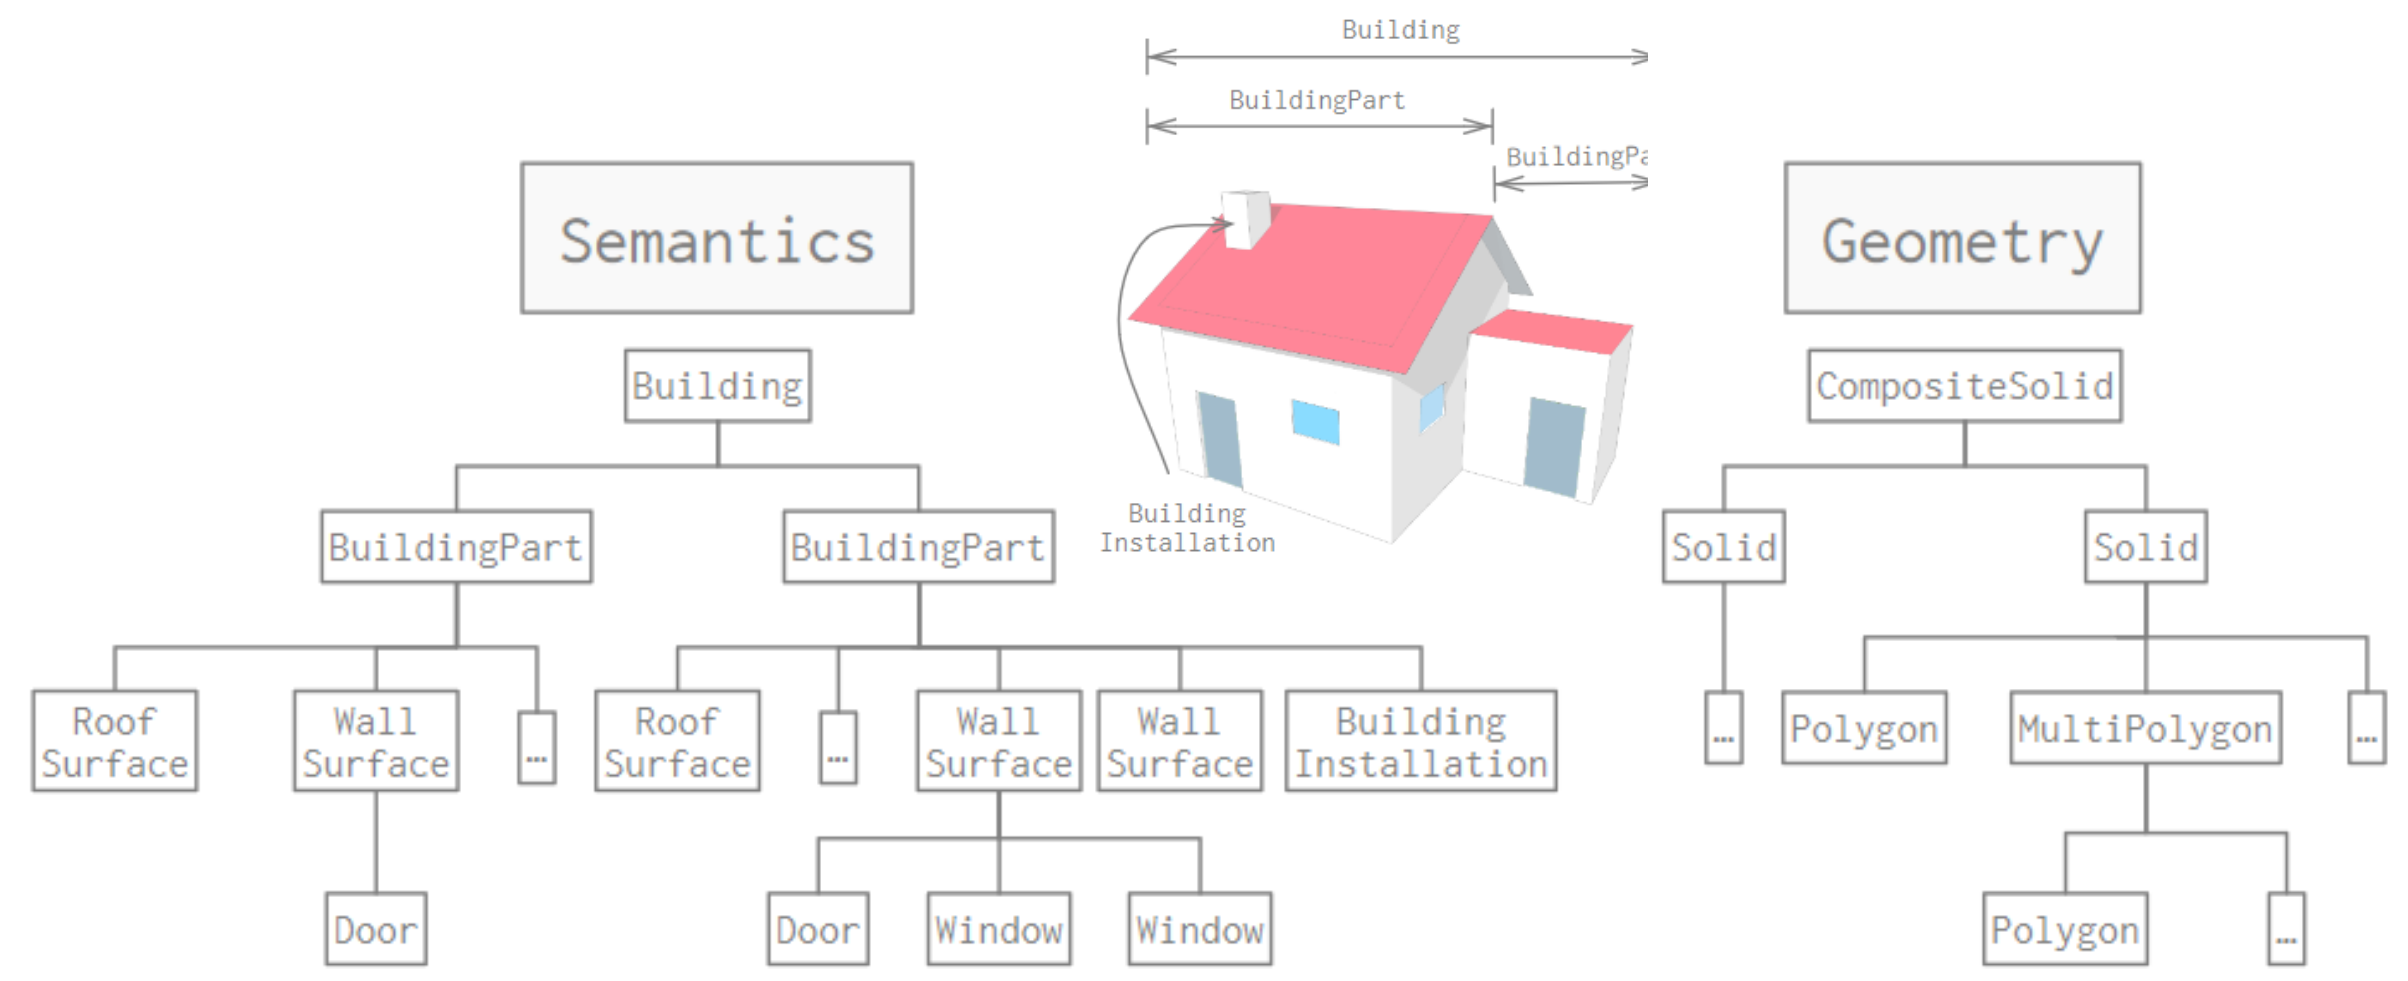 Building
BuildingPart
BuildingPa
Semantics
Geometry
Building
CompositeSolid
BuildingPart
BuildingPart
Building
Installation
Solid
Solid
Roof
Surface
Wall
Surface
...
Roof
Surface
...
Wall
Surface
Wall
Surface
Building
Installation
...
Polygon
MultiPolygon
...
Door
Door
Window
Window
Polygon
...